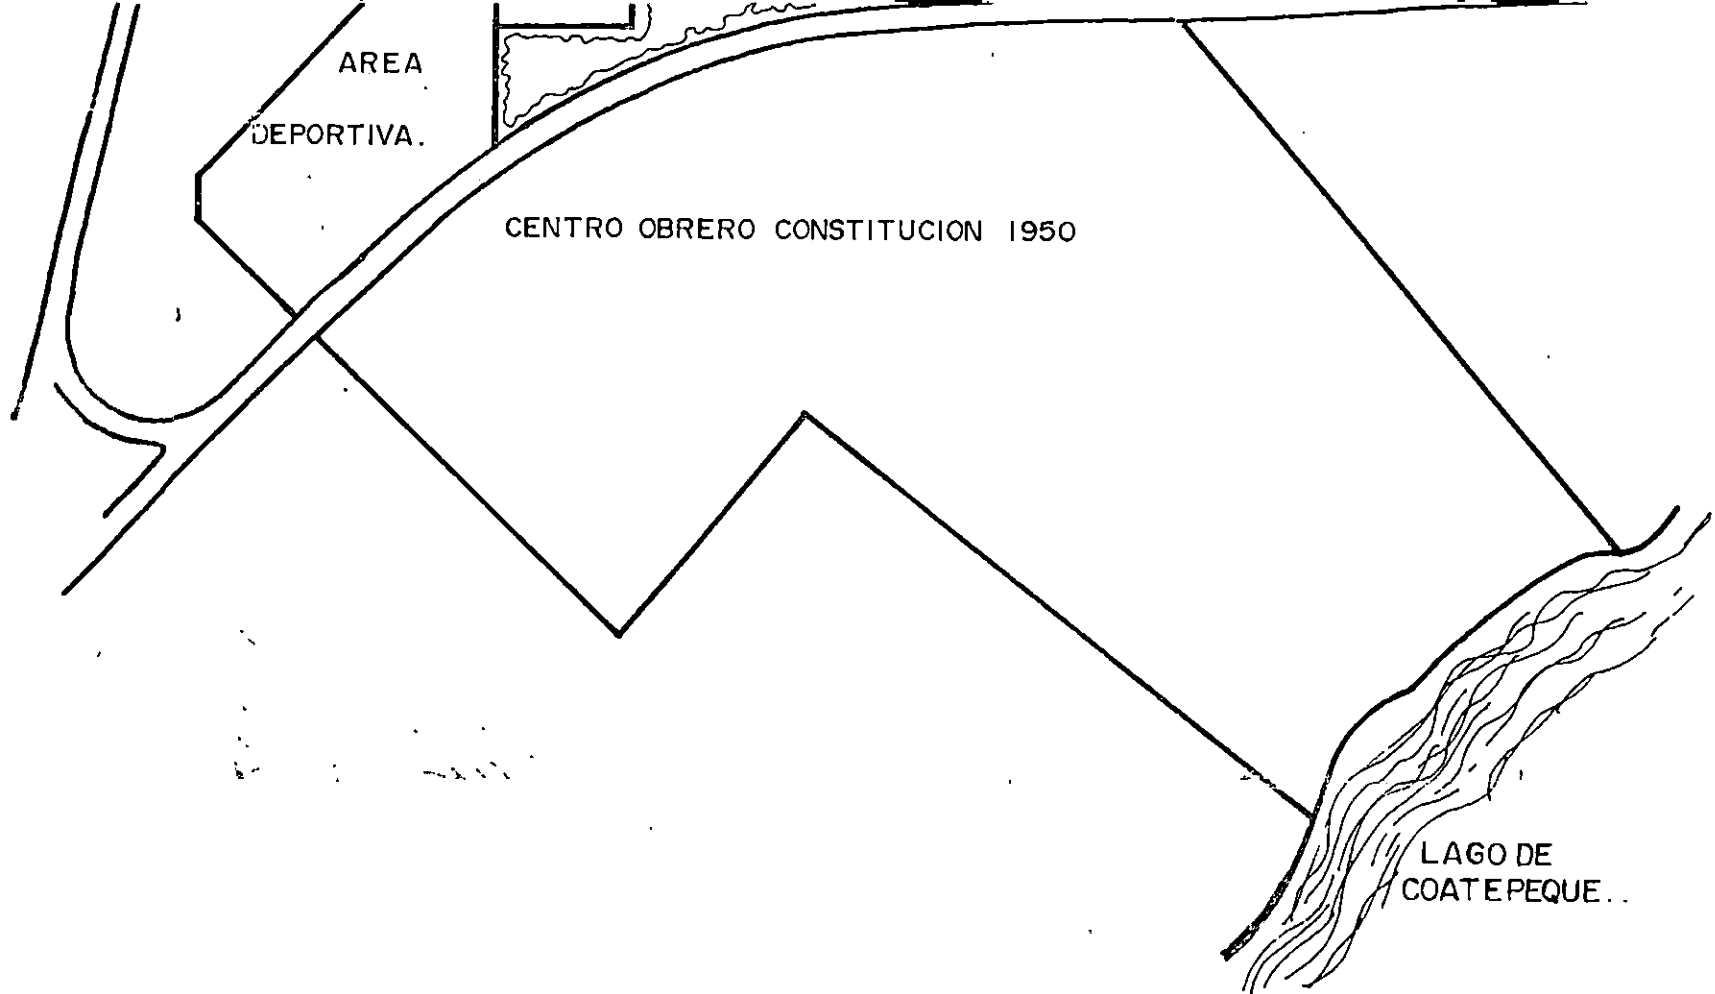 AREA
DEPORTIVA.
CENTRO OBRERO CONSTITUCION 1950
LAGO DE
COATEPEQUE..